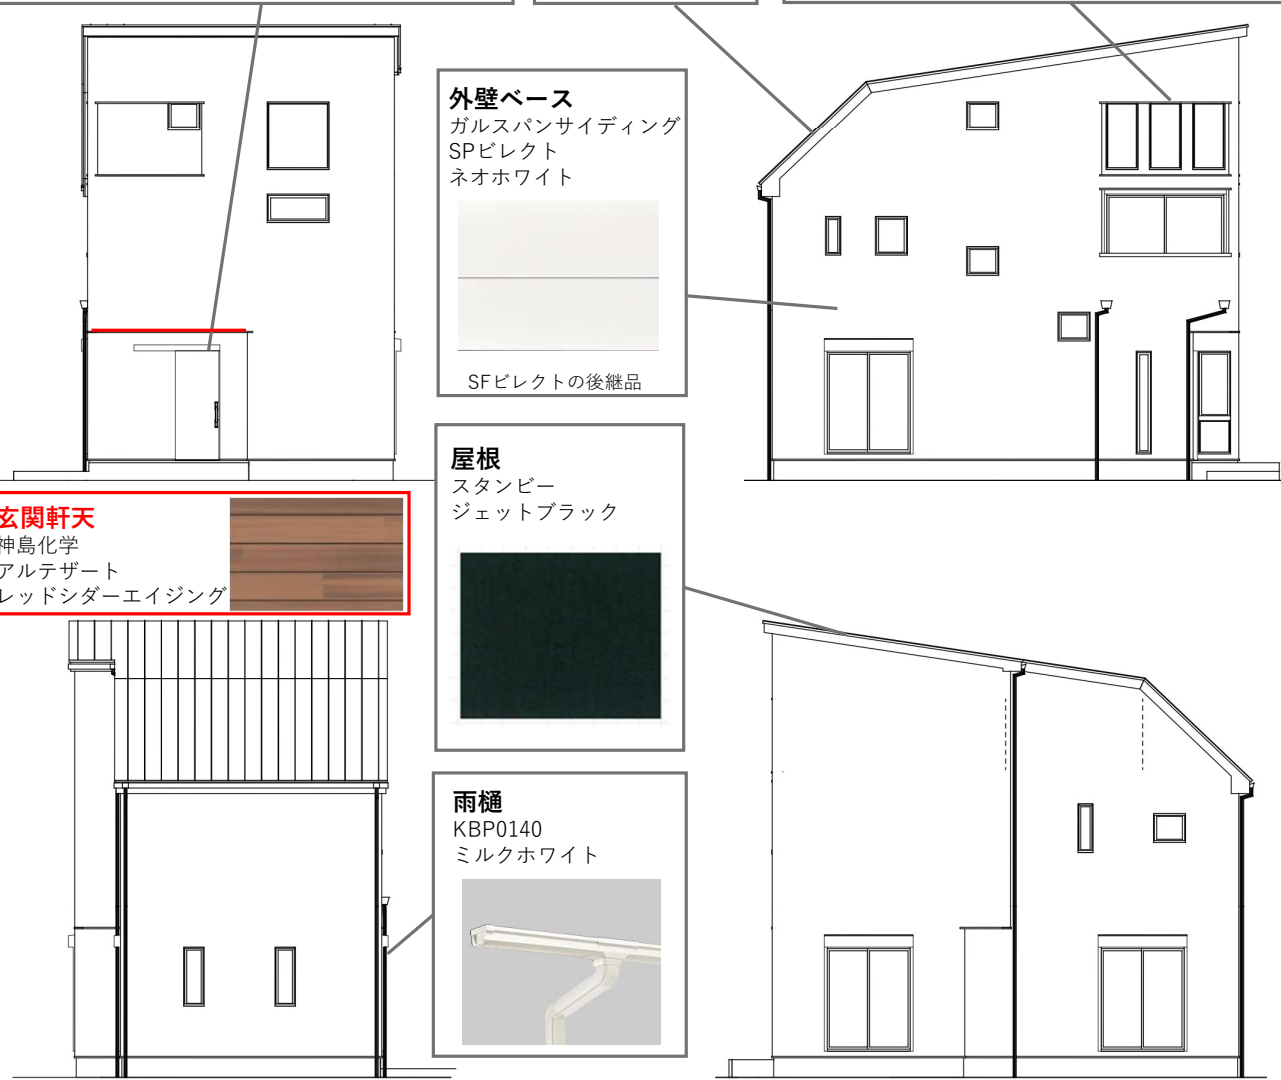 外壁ベース
ガルスパンサイディング
SPビレクト
ネオホワイト
SFビレクトの後継品
屋根
スタンビー
ジェットブラック
玄関軒天
神島化学
アルテザート
レッドシダーエイジング
雨樋
KBP0140
ミルクホワイト